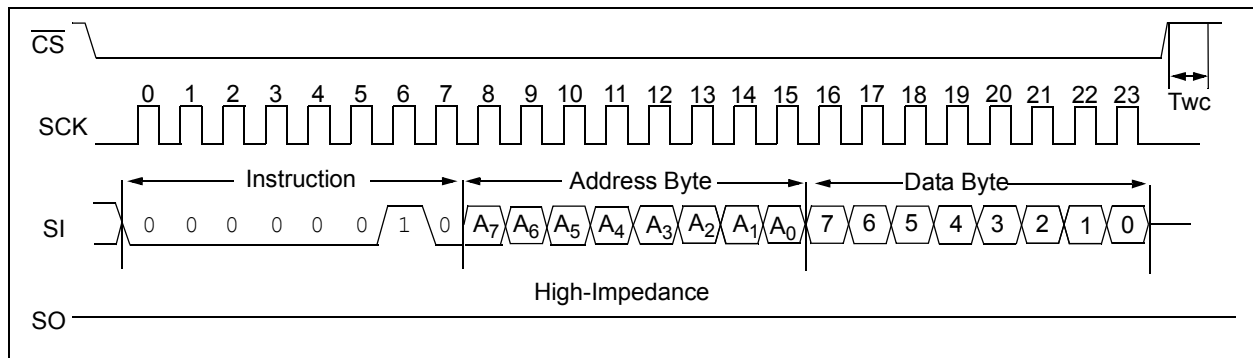 CS
0 1 2 3 4 5 6 7 8 9 10 11 12 13 14 15 16 17 18 19 20 21 22 23
Twc
SCK
Instruction Address Byte Data Byte
SI 0 0 0 0 0 0 1 0 A7 A6 A5 A4 A3 A2 A1 A0 7 6 5 4 3 2 1 0
High-Impedance
SO